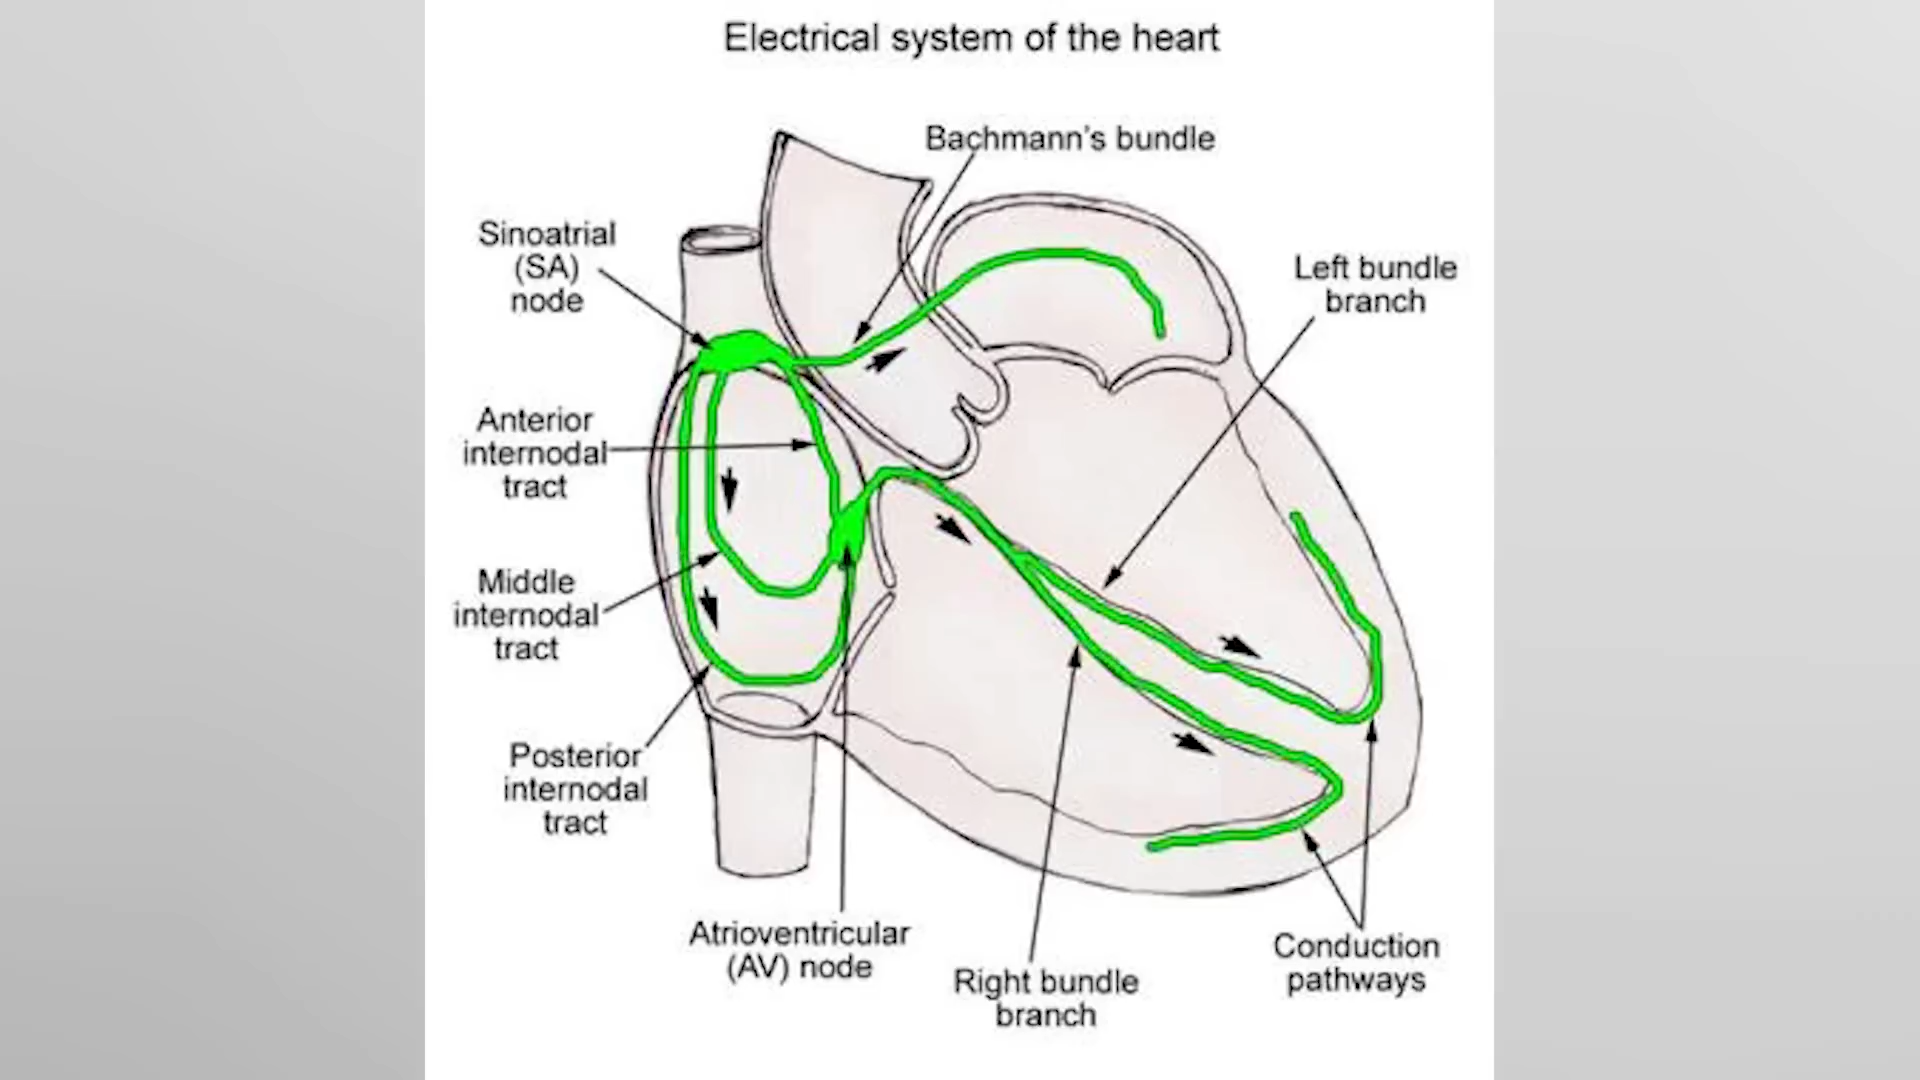 Electrical system of the heart
Bachmann's bundle
Sinoatrial
(SA)
node
Left bundle
branch
Anterior
internodal
tract
Middle
internodal
tract
Posterior
internodal
tract
Atrioventricular
(AV) node
Right bundle
branch
Conduction
pathways